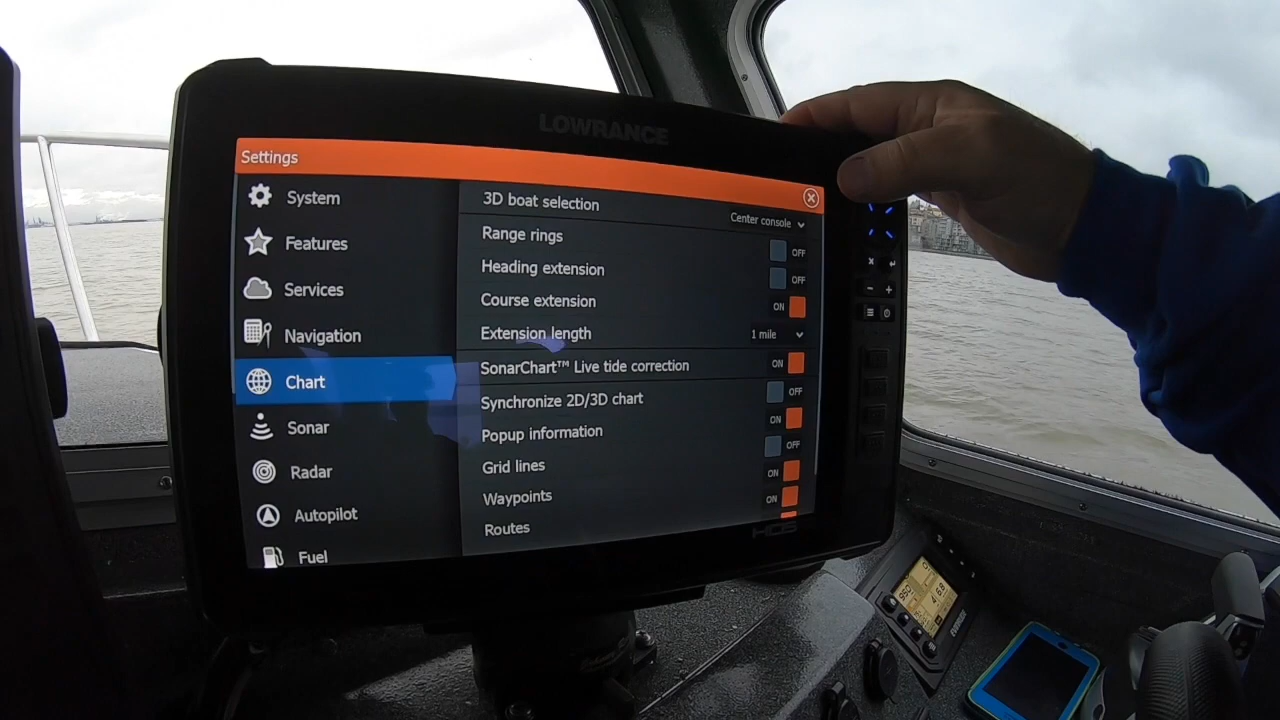 LOWRANCE
Settings
System
Features
Services
Navigation
Chart
Sonar
Radar
Autopilot
Fuel
3D boat selection
Center console
Range rings
OFF
Heading extension
OFF
Course extension
ON
Extension length
1 mile
SonarChart™ Live tide correction
ON
Synchronize 2D/3D chart
OFF
Popup information
ON
Grid lines
OFF
Waypoints
ON
Routes
ON
HDS